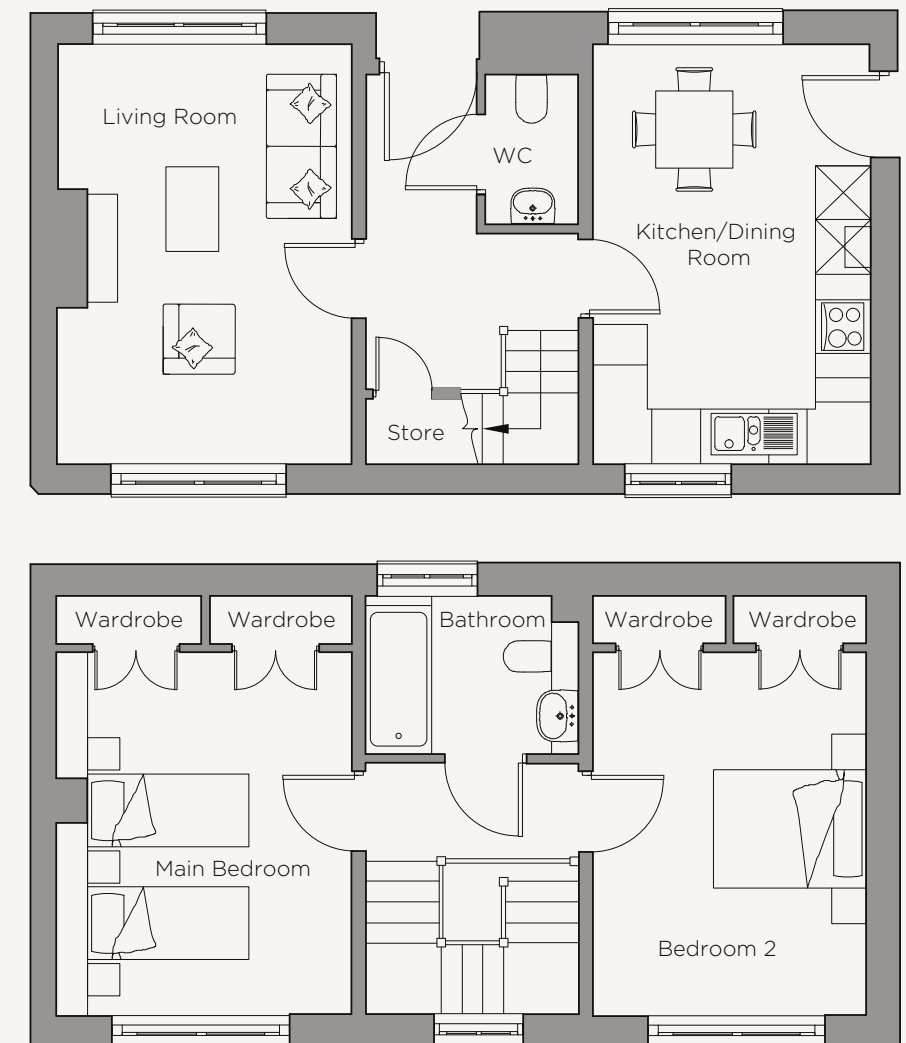 Living Room
WC
Kitchen/Dining
Room
Store
Wardrobe
Wardrobe
Bathroom
Wardrobe
Wardrobe
Main Bedroom
Bedroom 2